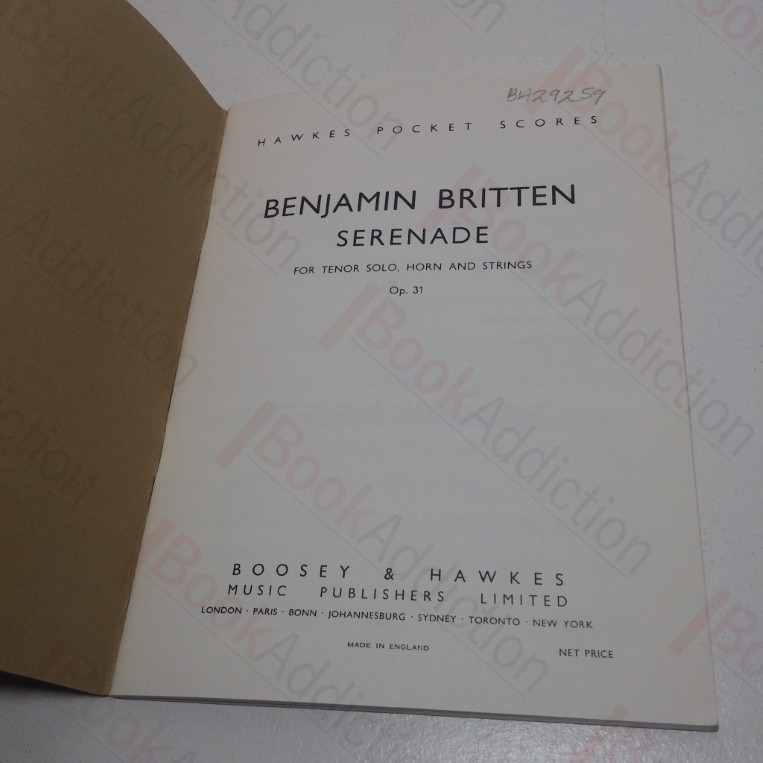 BH29259
HAWKES POCKET SCORES
BENJAMIN BRITTEN
SERENADE
FOR TENOR SOLO, HORN AND STRINGS
Op. 31
BOOSEY & HAWKES
MUSIC PUBLISHERS LIMITED
LONDON · PARIS · BONN · JOHANNESBURG · SYDNEY · TORONTO · NEW YORK
MADE IN ENGLAND
NET PRICE
BookAddiction